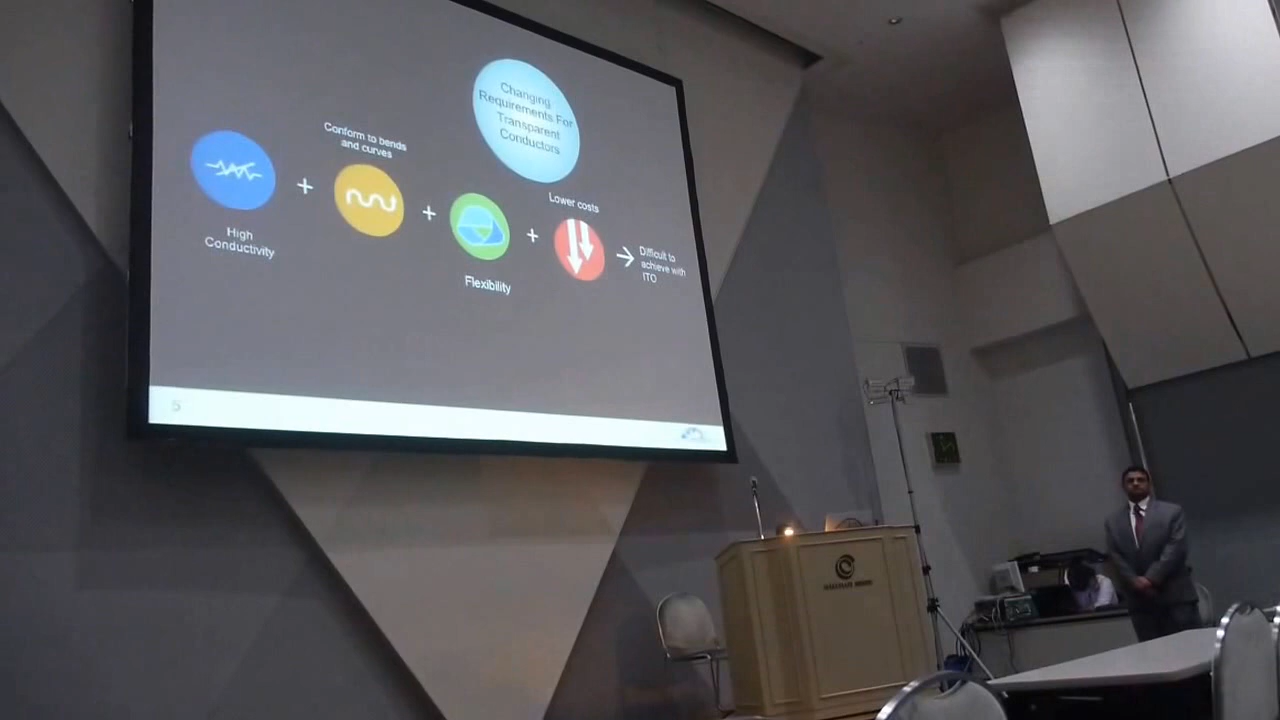 Changing
Requirements For
Transparent
Conductors
Conform to bends
and curves
+
High
Conductivity
+
Flexibility
+
Lower costs
Difficult to
achieve with
ITO
5